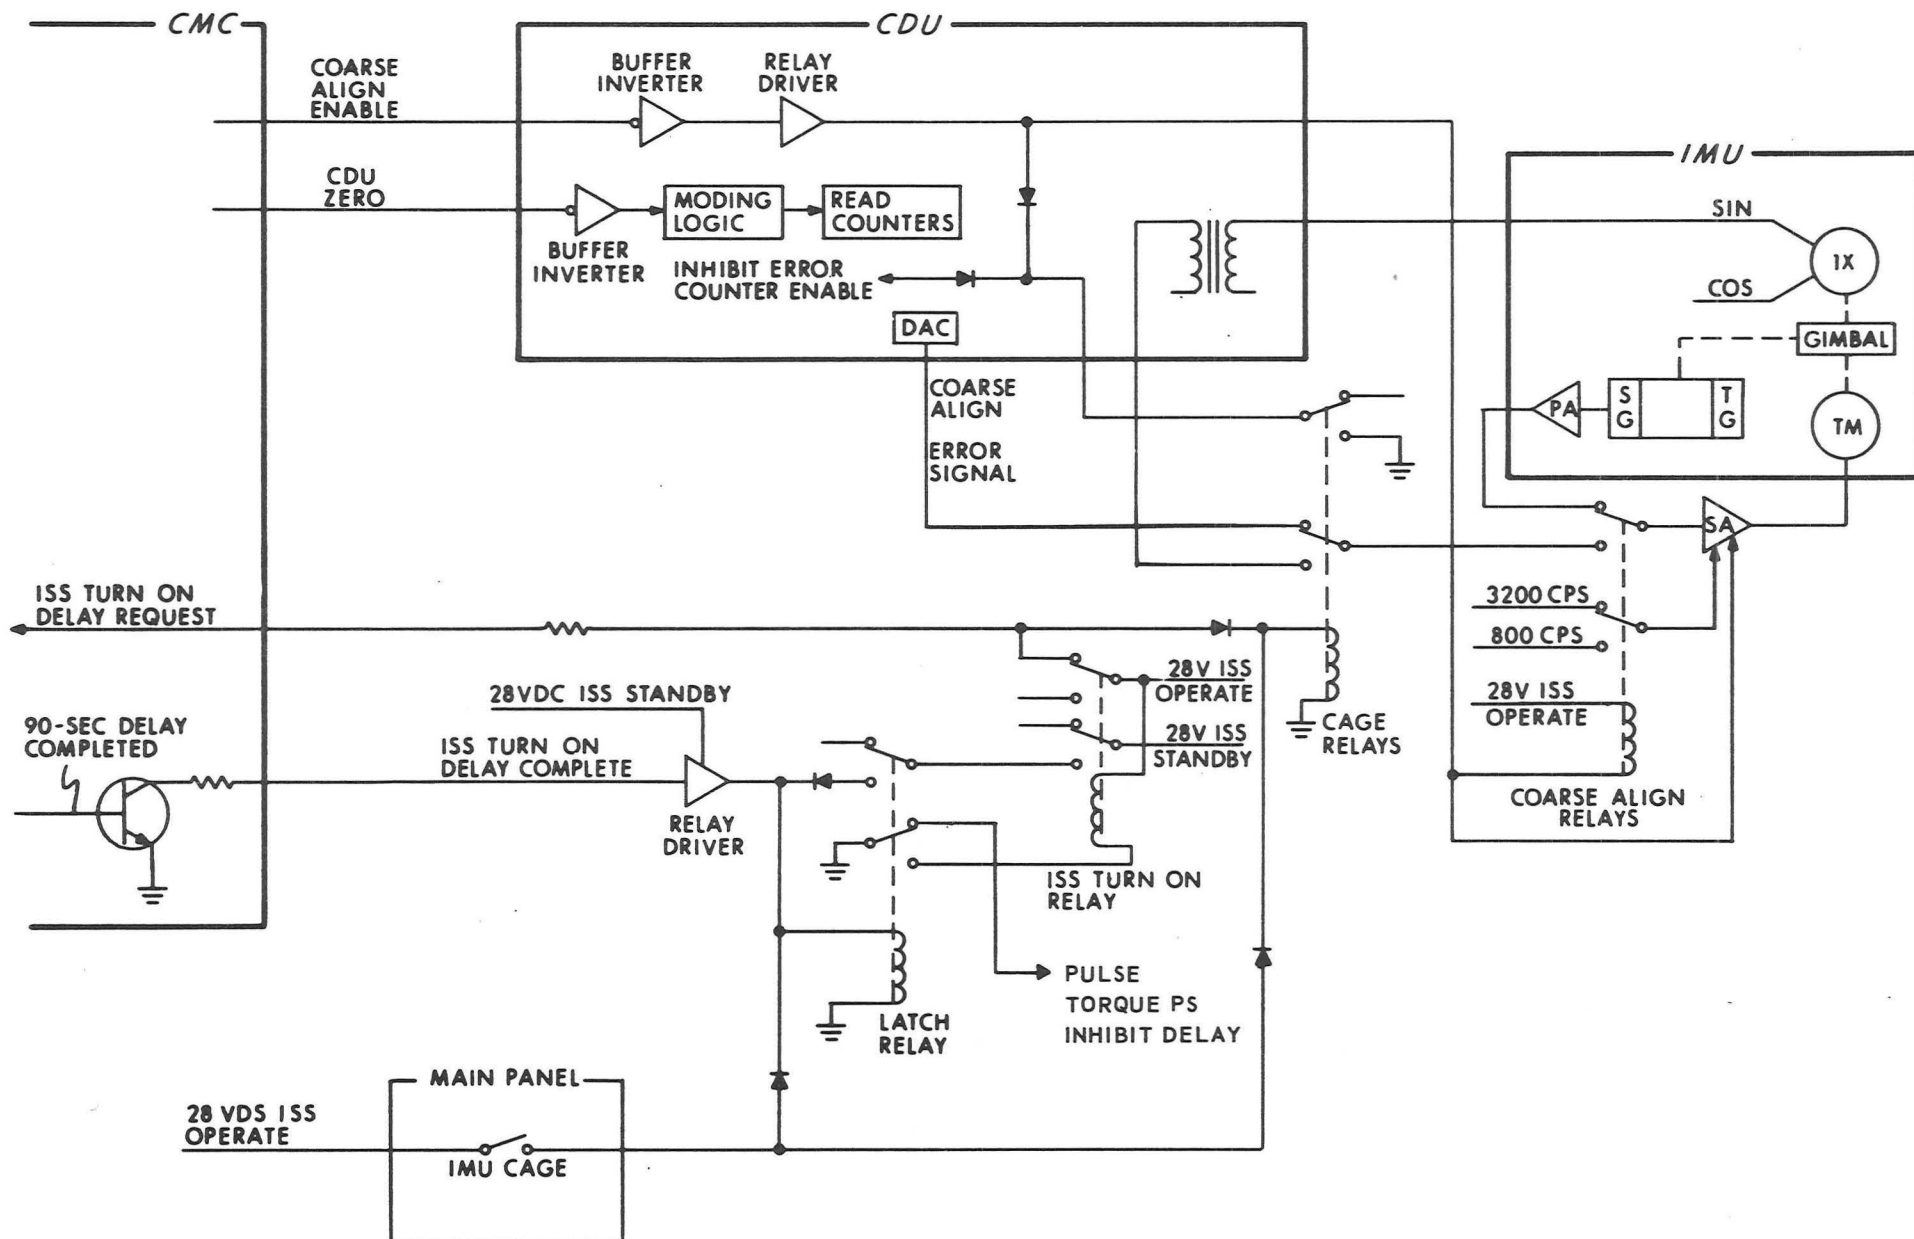 CMC
CDU
COARSE
ALIGN
ENABLE
BUFFER
INVERTER
RELAY
DRIVER
IMU
CDU
ZERO
MODING
LOGIC
READ
COUNTERS
BUFFER
INVERTER
INHIBIT ERROR
COUNTER ENABLE
SIN
COS
1X
DAC
GIMBAL
COARSE
ALIGN
ERROR
SIGNAL
PA
S
G
T
G
TM
SA
ISS TURN ON
DELAY REQUEST
3200 CPS
800 CPS
28V ISS
OPERATE
28V ISS
OPERATE
28VDC ISS STANDBY
90-SEC DELAY
COMPLETED
ISS TURN ON
DELAY COMPLETE
28V ISS
STANDBY
CAGE
RELAYS
COARSE ALIGN
RELAYS
RELAY
DRIVER
ISS TURN ON
RELAY
PULSE
TORQUE PS
INHIBIT DELAY
LATCH
RELAY
MAIN PANEL
28 VDS ISS
OPERATE
IMU CAGE